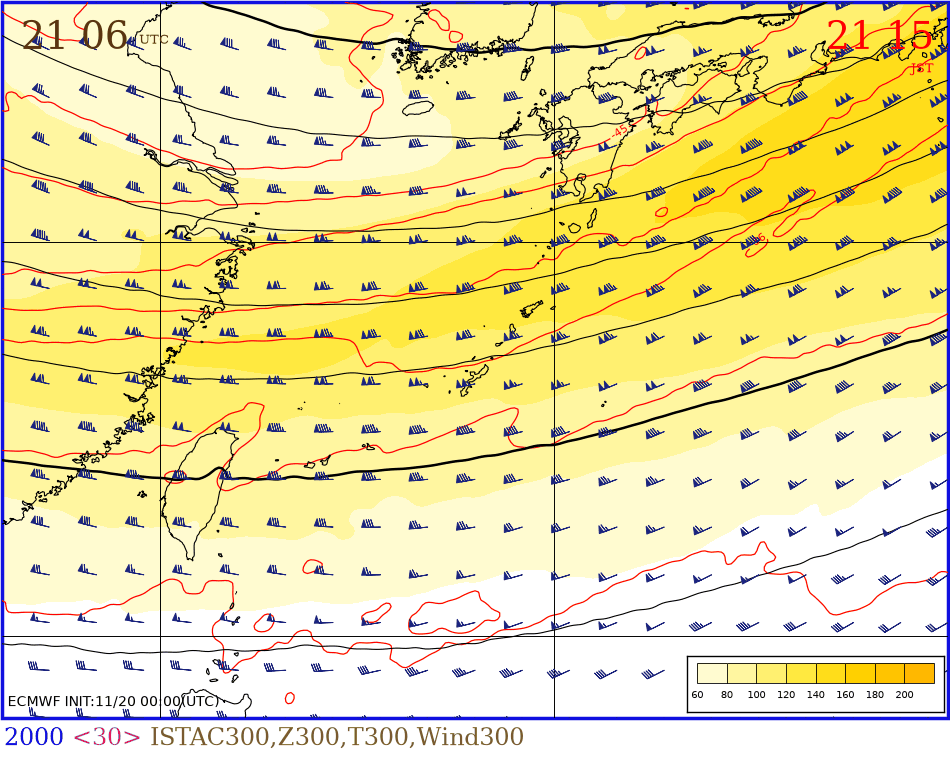 21 06 UTC
21 15
JST
-45
-36
ECMWF INIT:11/20 00:00(UTC)
60 80 100 120 140 160 180 200
2000 <30> ISTAC300,Z300,T300,Wind300